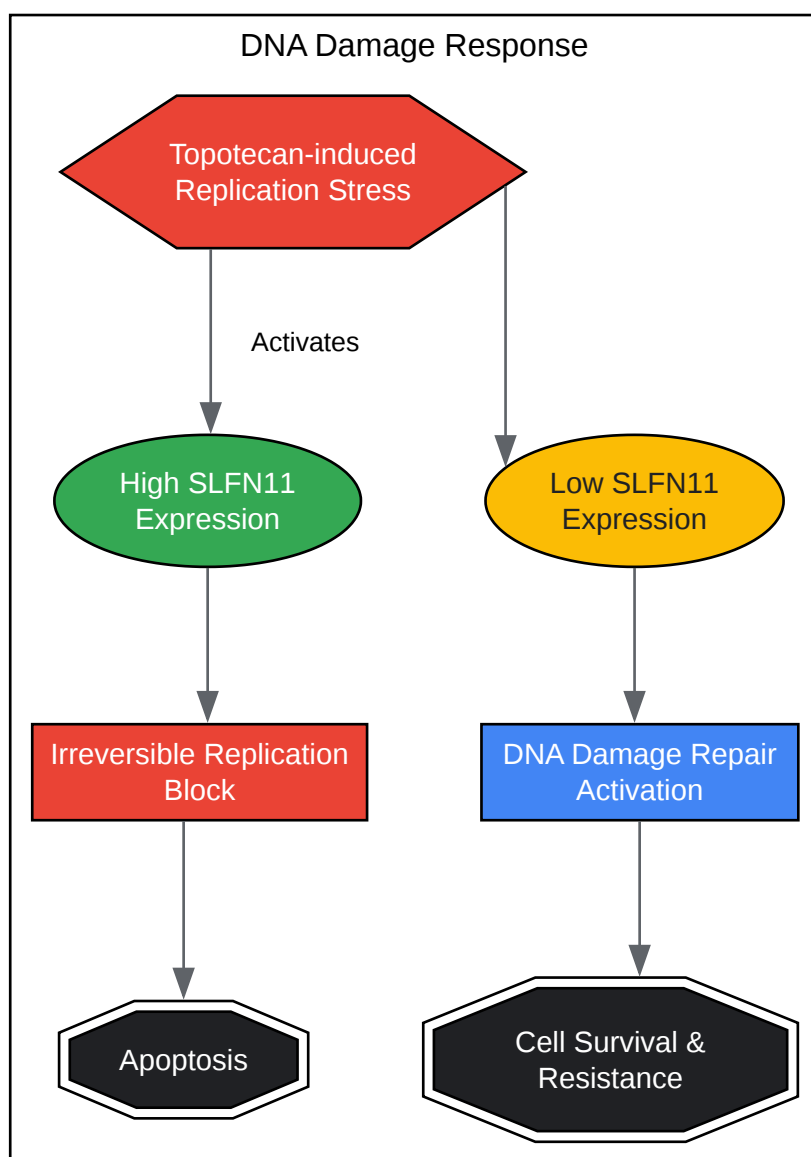 DNA Damage Response
Topotecan-induced
Replication Stress
Activates
High SLFN11
Expression
Low SLFN11
Expression
Irreversible Replication
Block
DNA Damage Repair
Activation
Apoptosis
Cell Survival &
Resistance